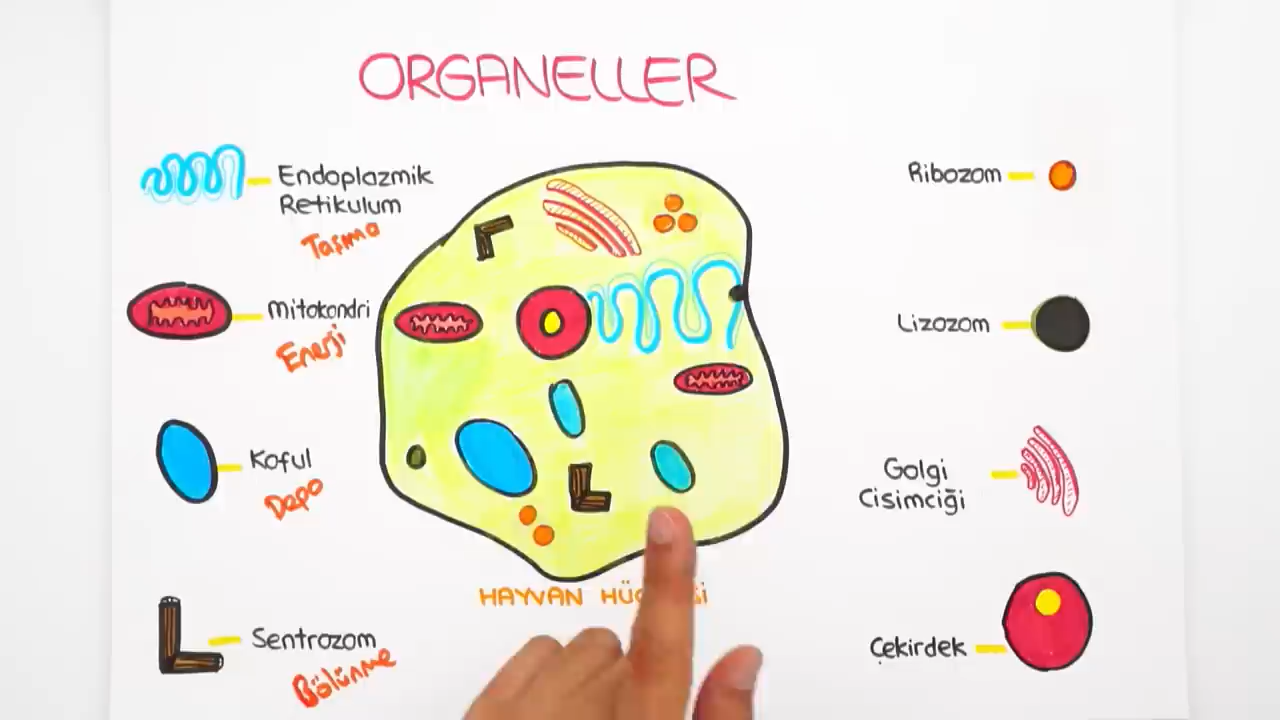 ORGANELLER
Endoplazmik
Retikulum
Taşıma
Mitokondri
Enerji
Koful
Depo
Sentrozom
Bölünme
HAYVAN
Ribozom
Lizozom
Golgi
Cisimciği
Çekirdek